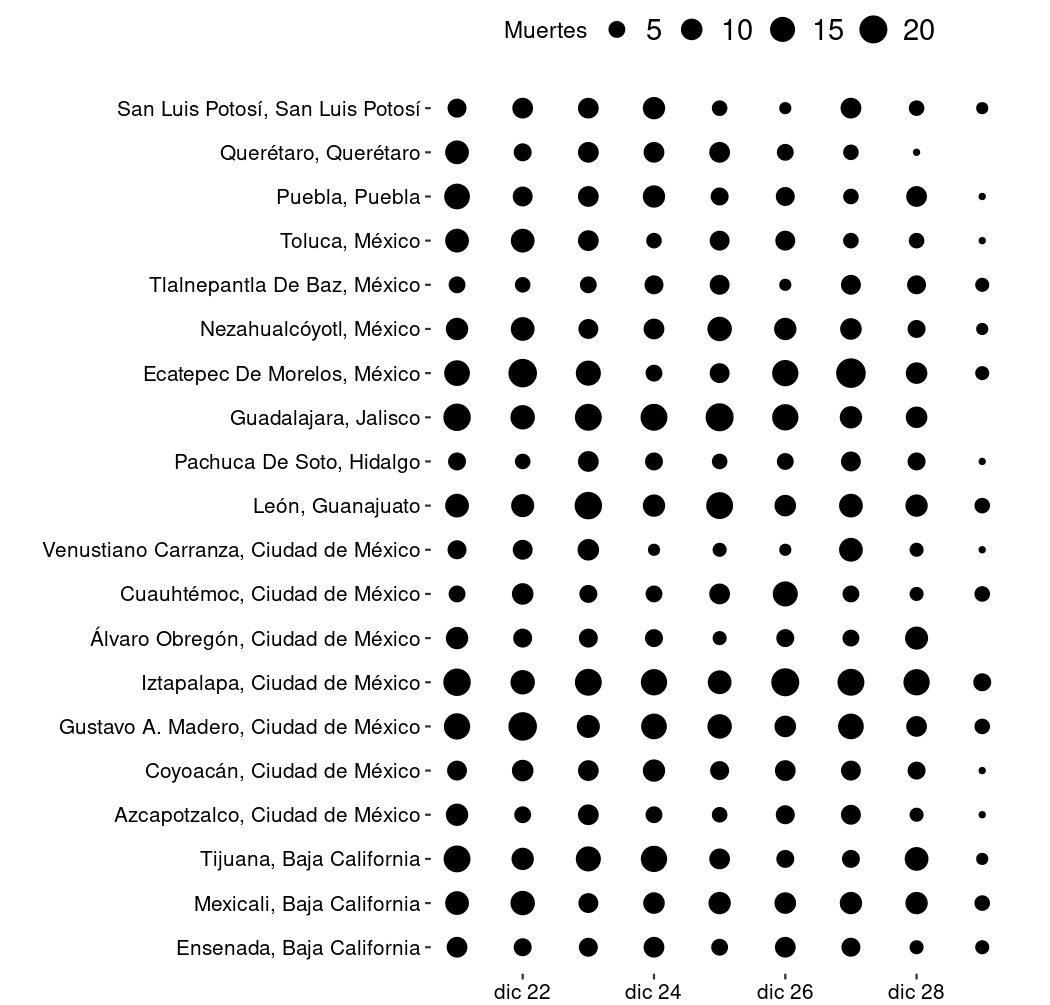 Muertes 5 10 15 20
San Luis Potosí, San Luis Potosí
Querétaro, Querétaro
Puebla, Puebla
Toluca, México
Tlalnepantla De Baz, México
Nezahualcóyotl, México
Ecatepec De Morelos, México
Guadalajara, Jalisco
Pachuca De Soto, Hidalgo
León, Guanajuato
Venustiano Carranza, Ciudad de México
Cuauhtémoc, Ciudad de México
Álvaro Obregón, Ciudad de México
Iztapalapa, Ciudad de México
Gustavo A. Madero, Ciudad de México
Coyoacán, Ciudad de México
Azcapotzalco, Ciudad de México
Tijuana, Baja California
Mexicali, Baja California
Ensenada, Baja California
dic 22 dic 24 dic 26 dic 28